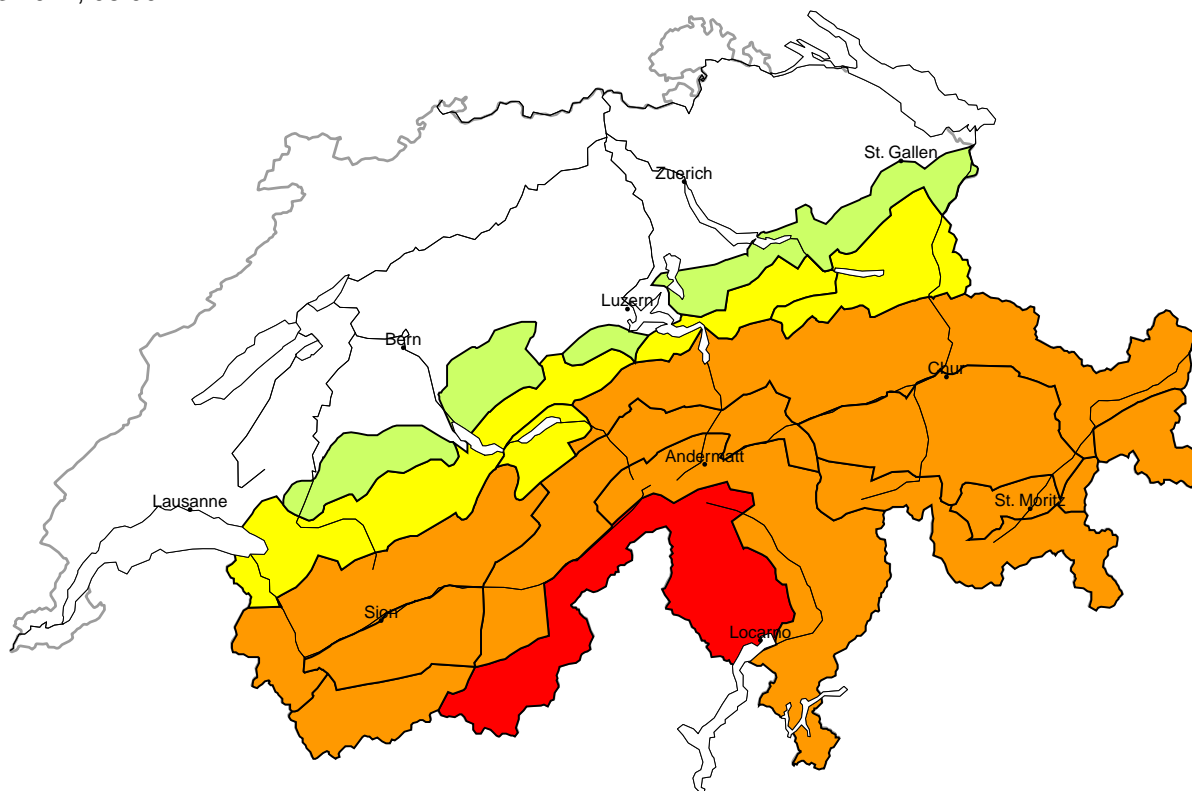 St. Gallen
Zuerich
Luzern
Bern
Chur
Andermatt
Lausanne
St. Moritz
Sion
Locarno